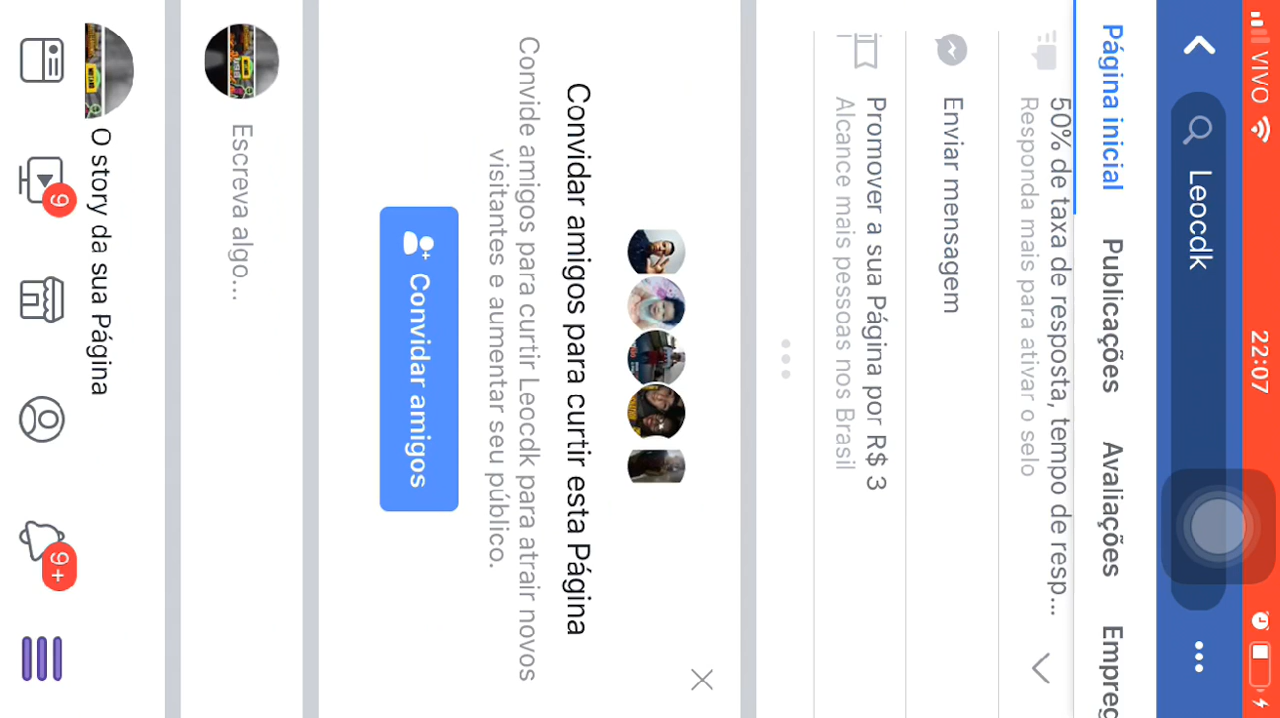 VIVO 22:07
Leocdk
Página inicial Publicações Avaliações Empreg
50% de taxa de resposta, tempo de resp...
Responda mais para ativar o selo
Enviar mensagem
Promover a sua Página por R$ 3
Alcance mais pessoas nos Brasil
Convidar amigos para curtir esta Página
Convide amigos para curtir Leocdk para atrair novos
visitantes e aumentar seu público.
Convidar amigos
Escreva algo...
O story da sua Página
9 9+